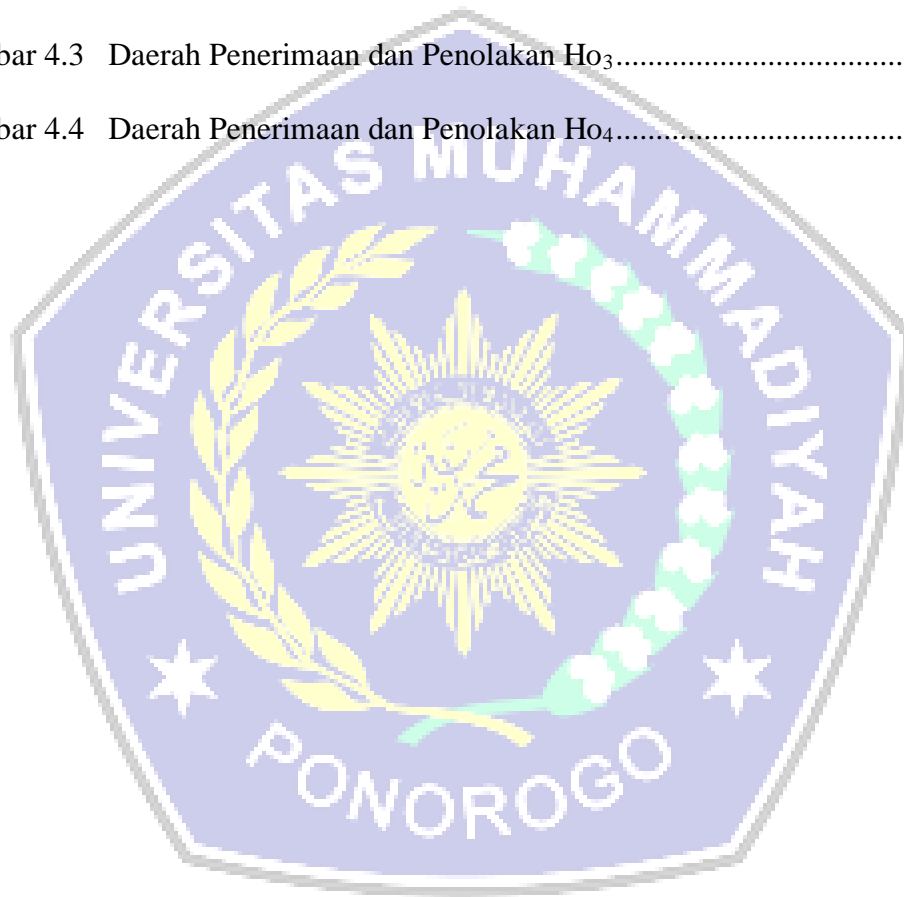 bar 4.3 Daerah Penerimaan dan Penolakan Ho₃....................................
bar 4.4 Daerah Penerimaan dan Penolakan Ho₄....................................
UNIVERSITAS MUHAMMADIYAH
PONOROGO